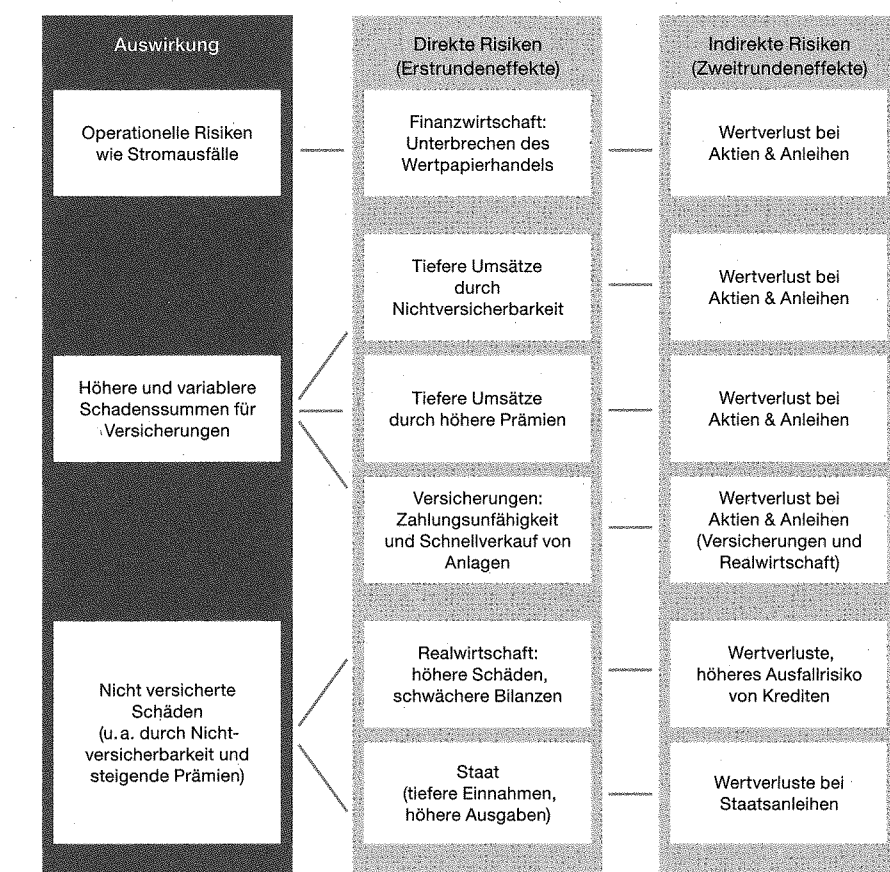 Auswirkung
Direkte Risiken
(Erstrundeneffekte)
Indirekte Risiken
(Zweitrundeneffekte)
Operationelle Risiken
wie Stromausfälle
Finanzwirtschaft:
Unterbrechen des
Wertpapierhandels
Wertverlust bei
Aktien & Anleihen
Höhere und variablere
Schadenssummen für
Versicherungen
Tiefere Umsätze
durch
Nichtversicherbarkeit
Wertverlust bei
Aktien & Anleihen
Tiefere Umsätze
durch höhere Prämien
Wertverlust bei
Aktien & Anleihen
Versicherungen:
Zahlungsunfähigkeit
und Schnellverkauf von
Anlagen
Wertverlust bei
Aktien & Anleihen
(Versicherungen und
Realwirtschaft)
Nicht versicherte
Schäden
(u. a. durch Nicht-
versicherbarkeit und
steigende Prämien)
Realwirtschaft:
höhere Schäden,
schwächere Bilanzen
Wertverluste,
höheres Ausfallrisiko
von Krediten
Staat
(tiefere Einnahmen,
höhere Ausgaben)
Wertverluste bei
Staatsanleihen